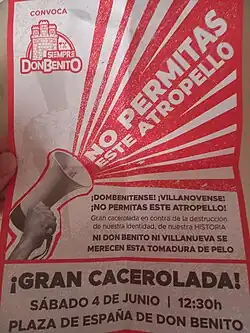 CONVOCA
SIEMPRE
DON BENITO
NO PERMITAS
ESTE ATROPELLO
¡DOMBENITENSE! ¡VILLANOVENSE!
¡NO PERMITAS ESTE ATROPELLO!
Gran cacerolada en contra de la destrucción
de nuestra identidad, de nuestra HISTORIA
NI DON BENITO NI VILLANUEVA SE
MERECEN ESTA TOMADURA DE PELO
¡GRAN CACEROLADA!
SÁBADO 4 DE JUNIO | 12:30h
PLAZA DE ESPAÑA DE DON BENITO